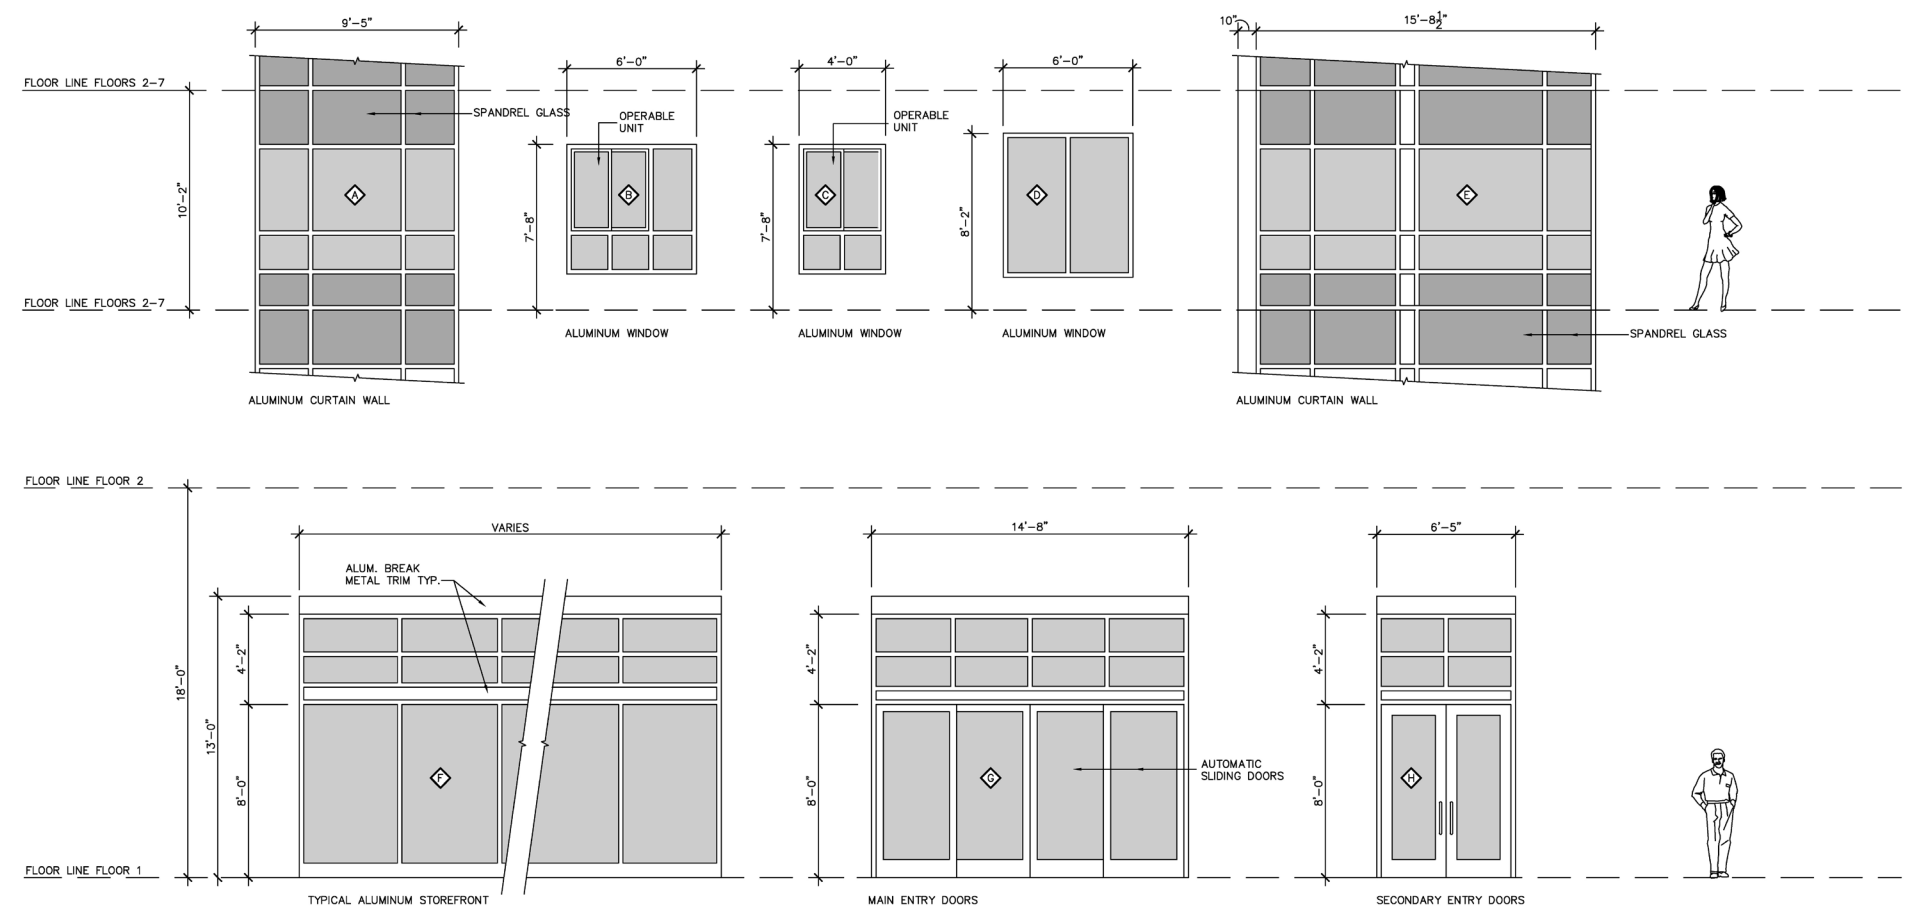 9'-5"
10"
15'-8 1/2"
6'-0"
4'-0"
6'-0"
FLOOR LINE FLOORS 2-7
SPANDREL GLASS
OPERABLE
UNIT
OPERABLE
UNIT
10'-2"
A
B
C
D
E
7'-8"
7'-8"
8'-2"
FLOOR LINE FLOORS 2-7
ALUMINUM WINDOW
ALUMINUM WINDOW
ALUMINUM WINDOW
SPANDREL GLASS
ALUMINUM CURTAIN WALL
ALUMINUM CURTAIN WALL
FLOOR LINE FLOOR 2
VARIES
14'-8"
6'-5"
ALUM. BREAK
METAL TRIM TYP.
18'-0"
13'-0"
4'-2"
8'-0"
4'-2"
8'-0"
4'-2"
8'-0"
F
G
H
AUTOMATIC
SLIDING DOORS
FLOOR LINE FLOOR 1
TYPICAL ALUMINUM STOREFRONT
MAIN ENTRY DOORS
SECONDARY ENTRY DOORS